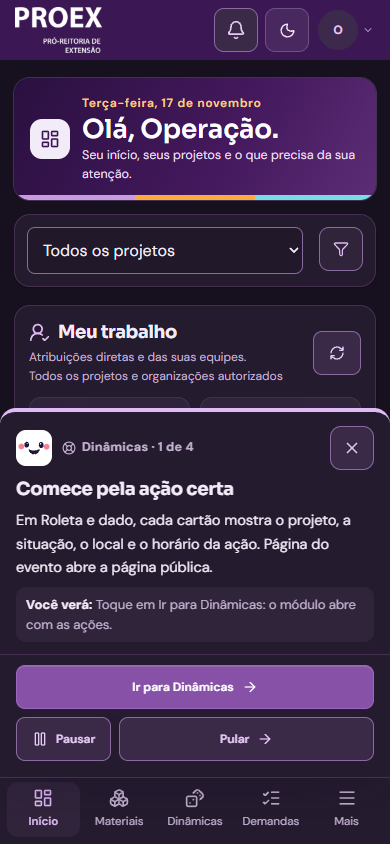 PROEX
PRÓ-REITORIA DE
EXTENSÃO
O
Terça-feira, 17 de novembro
Olá, Operação.
Seu início, seus projetos e o que precisa da sua
atenção.
Todos os projetos
Meu trabalho
Atribuições diretas e das suas equipes.
Todos os projetos e organizações autorizados
Dinâmicas · 1 de 4
Comece pela ação certa
Em Roleta e dado, cada cartão mostra o projeto, a
situação, o local e o horário da ação. Página do
evento abre a página pública.
Você verá: Toque em Ir para Dinâmicas: o módulo abre
com as ações.
Ir para Dinâmicas
Pausar
Pular
Início
Materiais
Dinâmicas
Demandas
Mais